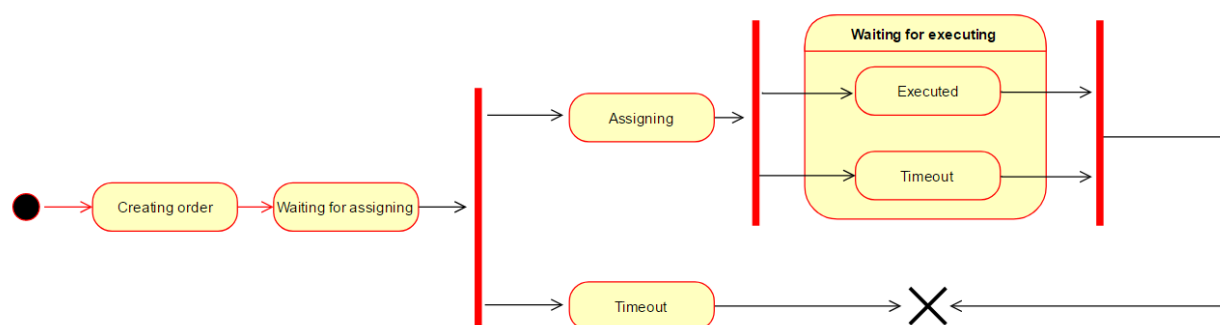 Waiting for executing
Executed
Assigning
Timeout
Creating order
Waiting for assigning
Timeout